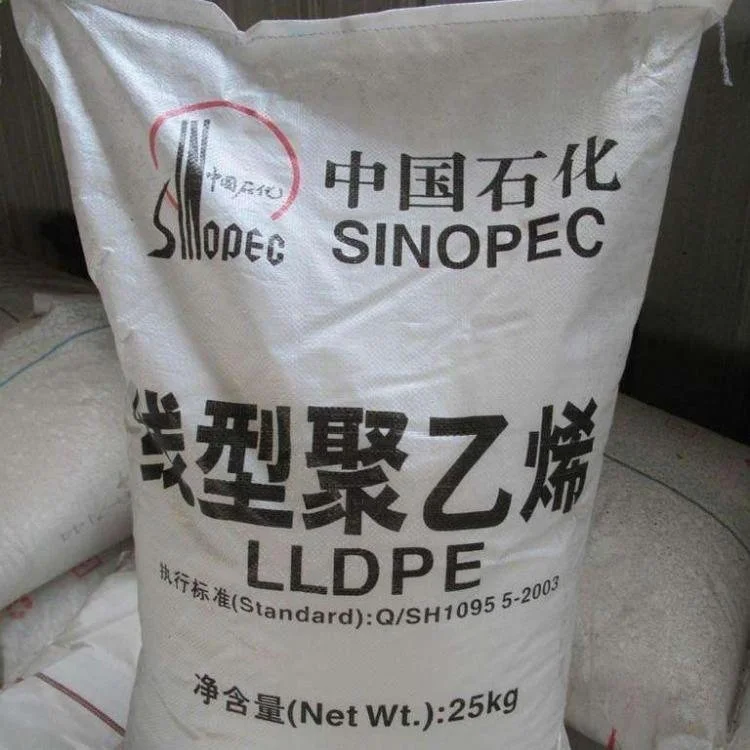 中国石化
SINOPEC
中国石化
SINOPEC
线型聚乙烯
LLDPE
执行标准(Standard):Q/SH1095 5-2003
净含量(Net Wt.):25kg